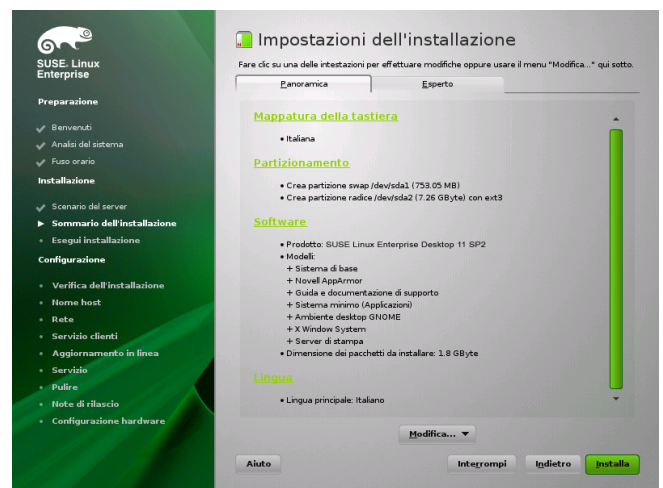 SUSE. Linux
Enterprise
Preparazione
Benvenuti
Analisi del sistema
Fuso orario
Installazione
Scenario del server
Sommario dell'installazione
Esegui installazione
Configurazione
Verifica dell'installazione
Nome host
Rete
Servizio clienti
Aggiornamento in linea
Servizio
Pulire
Note di rilascio
Configurazione hardware
Impostazioni dell'installazione
Fare clic su una delle intestazioni per effettuare modifiche oppure usare il menu "Modifica..." qui sotto.
Panoramica
Esperto
Mappatura della tastiera
• Italiana
Partizionamento
• Crea partizione swap /dev/sda1 (753.05 MB)
• Crea partizione radice /dev/sda2 (7.26 GByte) con ext3
Software
• Prodotto: SUSE Linux Enterprise Desktop 11 SP2
• Modelli:
+ Sistema di base
+ Novell AppArmor
+ Guida e documentazione di supporto
+ Sistema minimo (Applicazioni)
+ Ambiente desktop GNOME
+ X Window System
+ Server di stampa
• Dimensione dei pacchetti da installare: 1.8 GByte
Lingua
• Lingua principale: Italiano
Modifica...
Aiuto
Interrompi
Indietro
Installa